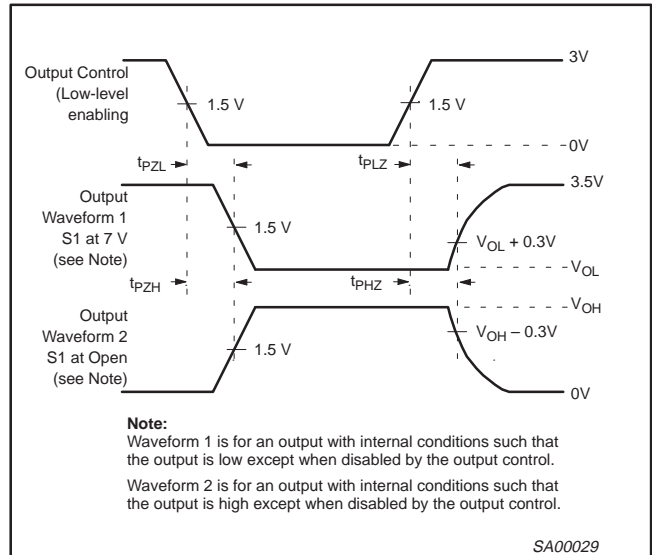 3V
Output Control
(Low-level
enabling
1.5 V
1.5 V
0V
tPZL
tPLZ
3.5V
Output
Waveform 1
S1 at 7 V
(see Note)
1.5 V
VOL + 0.3V
VOL
tPZH
tPHZ
VOH
Output
Waveform 2
S1 at Open
(see Note)
1.5 V
VOH – 0.3V
0V
Note:
Waveform 1 is for an output with internal conditions such that
the output is low except when disabled by the output control.
Waveform 2 is for an output with internal conditions such that
the output is high except when disabled by the output control.
SA00029